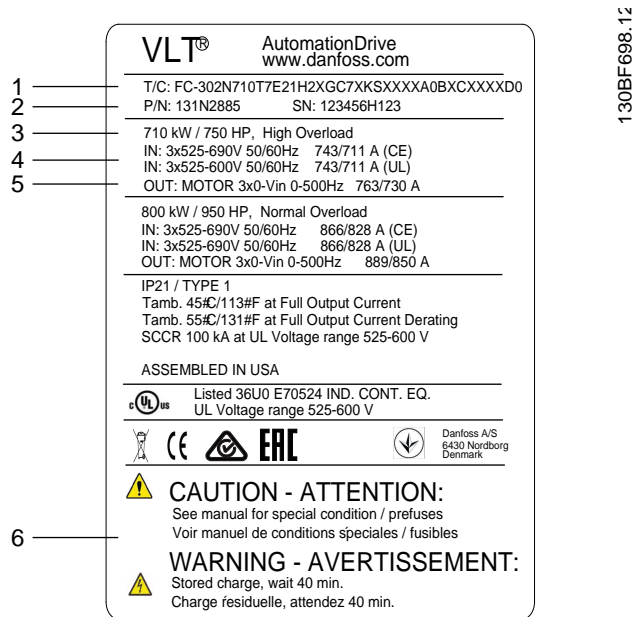 130BF698.12
VLT® AutomationDrive
www.danfoss.com
1 T/C: FC-302N710T7E21H2XGC7XKSXXXXA0BXCXXXXD0
2 P/N: 131N2885 SN: 123456H123
3 710 kW / 750 HP, High Overload
4 IN: 3x525-690V 50/60Hz 743/711 A (CE)
IN: 3x525-600V 50/60Hz 743/711 A (UL)
5 OUT: MOTOR 3x0-Vin 0-500Hz 763/730 A
800 kW / 950 HP, Normal Overload
IN: 3x525-690V 50/60Hz 866/828 A (CE)
IN: 3x525-690V 50/60Hz 866/828 A (UL)
OUT: MOTOR 3x0-Vin 0-500Hz 889/850 A
IP21 / TYPE 1
Tamb. 45#C/113#F at Full Output Current
Tamb. 55#C/131#F at Full Output Current Derating
SCCR 100 kA at UL Voltage range 525-600 V
ASSEMBLED IN USA
c UL us Listed 36U0 E70524 IND. CONT. EQ.
UL Voltage range 525-600 V
CE EAC
Danfoss A/S
6430 Nordborg
Denmark
CAUTION - ATTENTION:
See manual for special condition / prefuses
Voir manuel de conditions śpeciales / fusibles
6
WARNING - AVERTISSEMENT:
Stored charge, wait 40 min.
Charge ŕesiduelle, attendez 40 min.